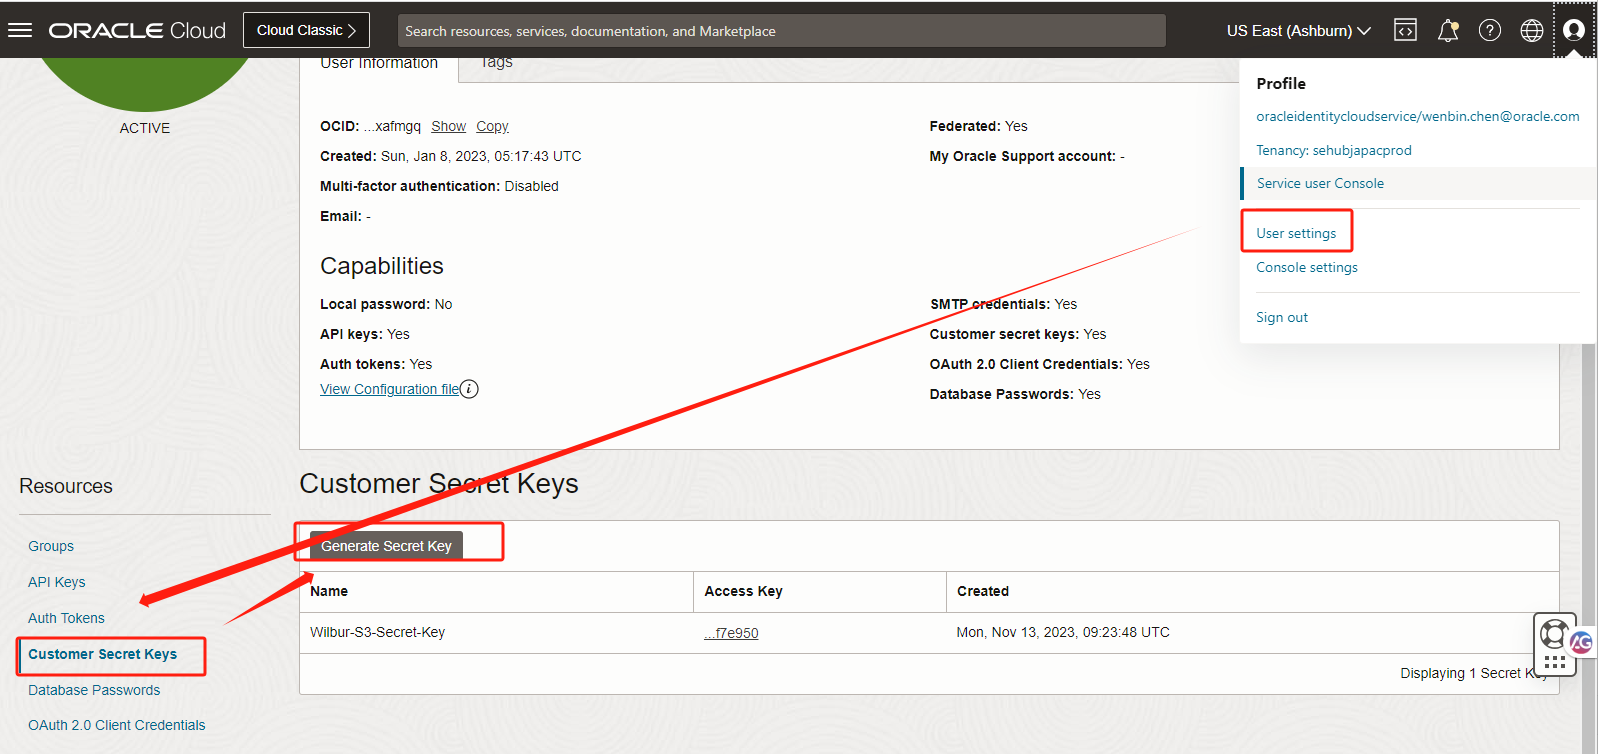 ORACLE Cloud
Cloud Classic
Search resources, services, documentation, and Marketplace
US East (Ashburn)
ACTIVE
User Information
Tags
OCID: ...xafmgq Show Copy
Created: Sun, Jan 8, 2023, 05:17:43 UTC
Multi-factor authentication: Disabled
Email: -
Federated: Yes
My Oracle Support account: -
Profile
oracleidentitycloudservice/wenbin.chen@oracle.com
Tenancy: sehubjapacprod
Service user Console
User settings
Console settings
Sign out
Capabilities
Local password: No
API keys: Yes
Auth tokens: Yes
View Configuration file
SMTP credentials: Yes
Customer secret keys: Yes
OAuth 2.0 Client Credentials: Yes
Database Passwords: Yes
Resources
Groups
API Keys
Auth Tokens
Customer Secret Keys
Database Passwords
OAuth 2.0 Client Credentials
Customer Secret Keys
Generate Secret Key
Name Access Key Created
Wilbur-S3-Secret-Key ...f7e950 Mon, Nov 13, 2023, 09:23:48 UTC
Displaying 1 Secret Key